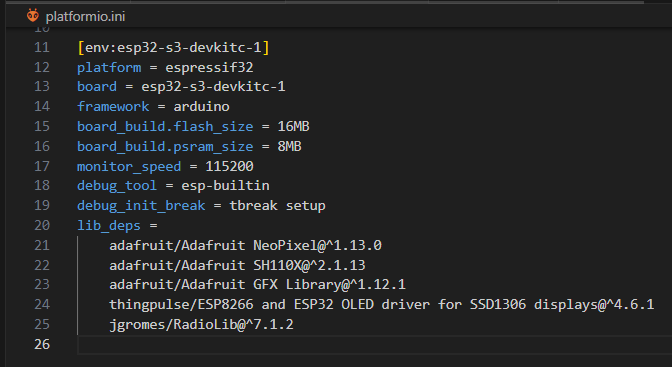 platformio.ini
10
11 [env:esp32-s3-devkitc-1]
12 platform = espressif32
13 board = esp32-s3-devkitc-1
14 framework = arduino
15 board_build.flash_size = 16MB
16 board_build.psram_size = 8MB
17 monitor_speed = 115200
18 debug_tool = esp-builtin
19 debug_init_break = tbreak setup
20 lib_deps =
21 adafruit/Adafruit NeoPixel@^1.13.0
22 adafruit/Adafruit SH110X@^2.1.13
23 adafruit/Adafruit GFX Library@^1.12.1
24 thingpulse/ESP8266 and ESP32 OLED driver for SSD1306 displays@^4.6.1
25 jgromes/RadioLib@^7.1.2
26